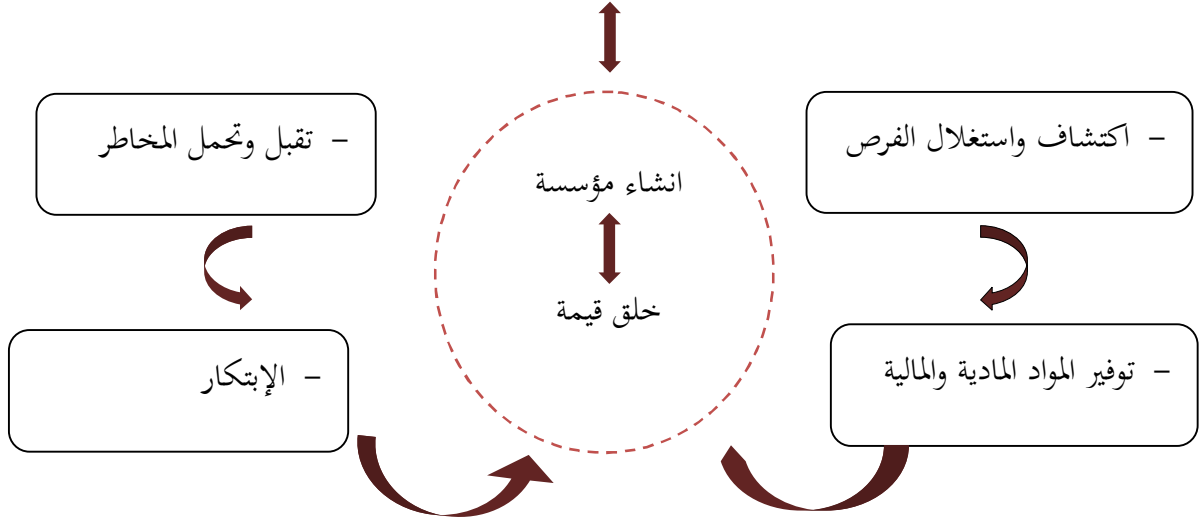 - اكتشاف واستغلال الفرص
- تقبل وتحمل المخاطر
انشاء مؤسسة
خلق قيمة
- توفير المواد المادية والمالية
- الإبتكار